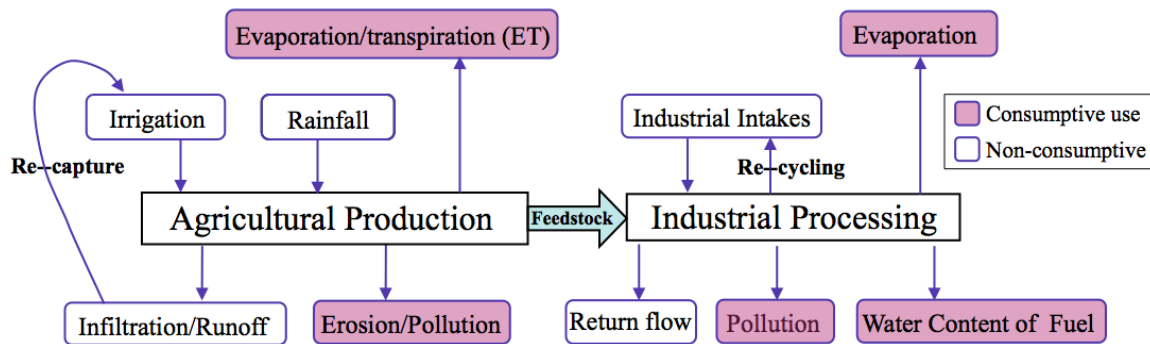 Evaporation/transpiration (ET)
Evaporation
Irrigation
Rainfall
Industrial Intakes
Consumptive use
Non-consumptive
Re--capture
Re--cycling
Agricultural Production
Feedstock
Industrial Processing
Infiltration/Runoff
Erosion/Pollution
Return flow
Pollution
Water Content of Fuel